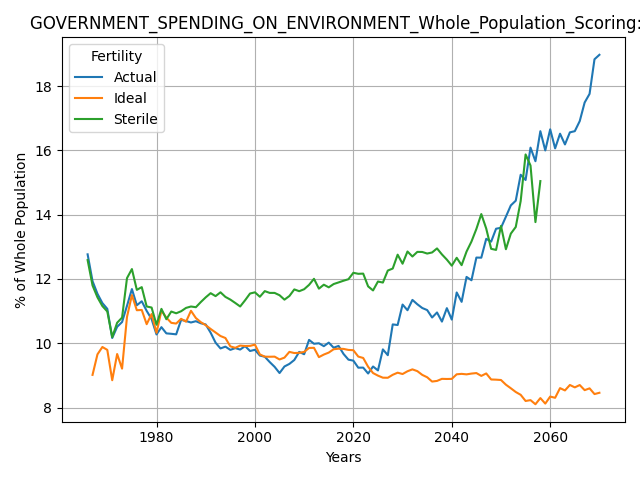 GOVERNMENT_SPENDING_ON_ENVIRONMENT_Whole_Population_Scoring:
Fertility
Actual
Ideal
Sterile
% of Whole Population
18
16
14
12
10
8
1980 2000 2020 2040 2060
Years